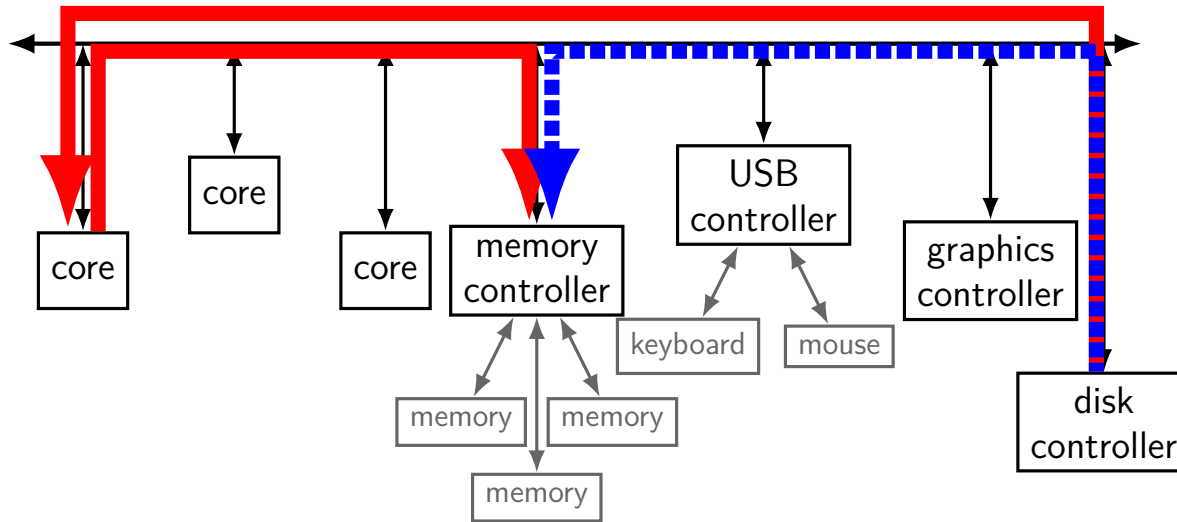 core
core
core
memory
controller
USB
controller
graphics
controller
keyboard
mouse
memory
memory
memory
disk
controller